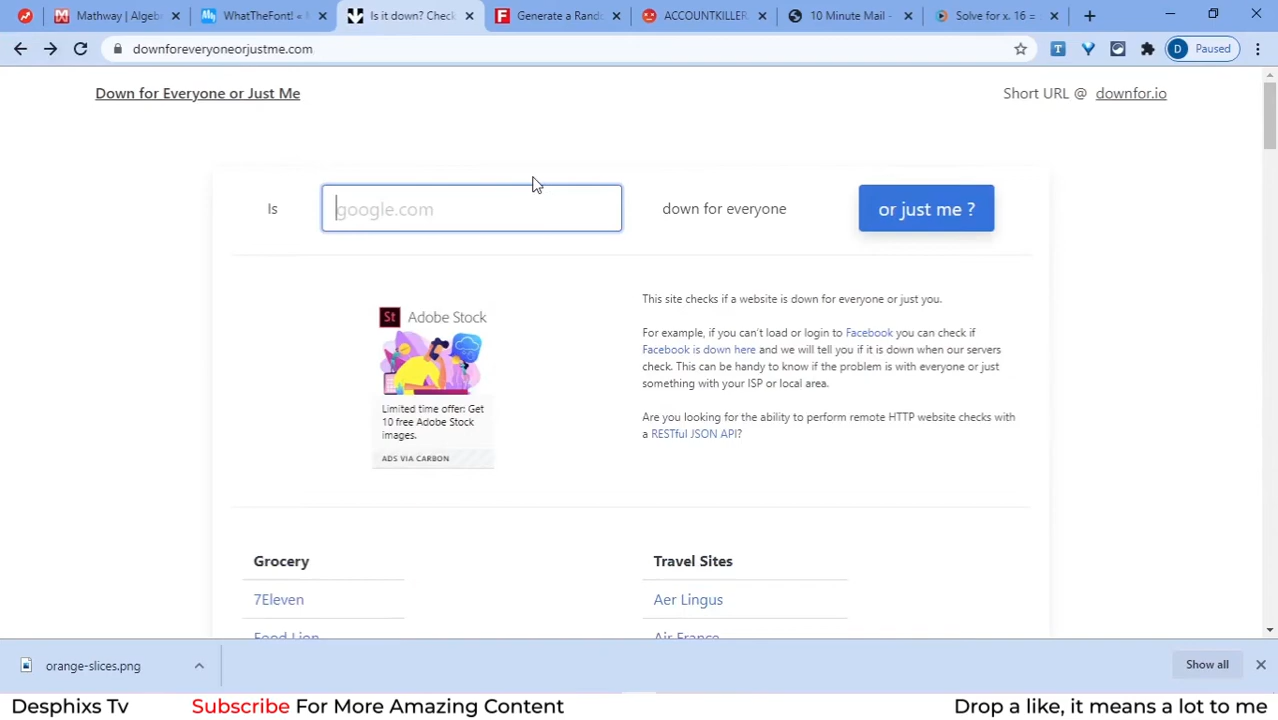 Mathway | Algeb
WhatTheFont! «
Is it down? Check
Generate a Rand
ACCOUNTKILLER
10 Minute Mail -
Solve for x. 16 =
downforeveryoneorjustme.com
D
Paused
Down for Everyone or Just Me
Short URL @ downfor.io
Is
google.com
down for everyone
or just me ?
St Adobe Stock
Limited time offer: Get
10 free Adobe Stock
images.
ADS VIA CARBON
This site checks if a website is down for everyone or just you.
For example, if you can't load or login to Facebook you can check if
Facebook is down here and we will tell you if it is down when our servers
check. This can be handy to know if the problem is with everyone or just
something with your ISP or local area.
Are you looking for the ability to perform remote HTTP website checks with
a RESTful JSON API?
Grocery
Travel Sites
7Eleven
Aer Lingus
Food Lion
Air France
orange-slices.png
Show all
Desphixs Tv
Subscribe For More Amazing Content
Drop a like, it means a lot to me